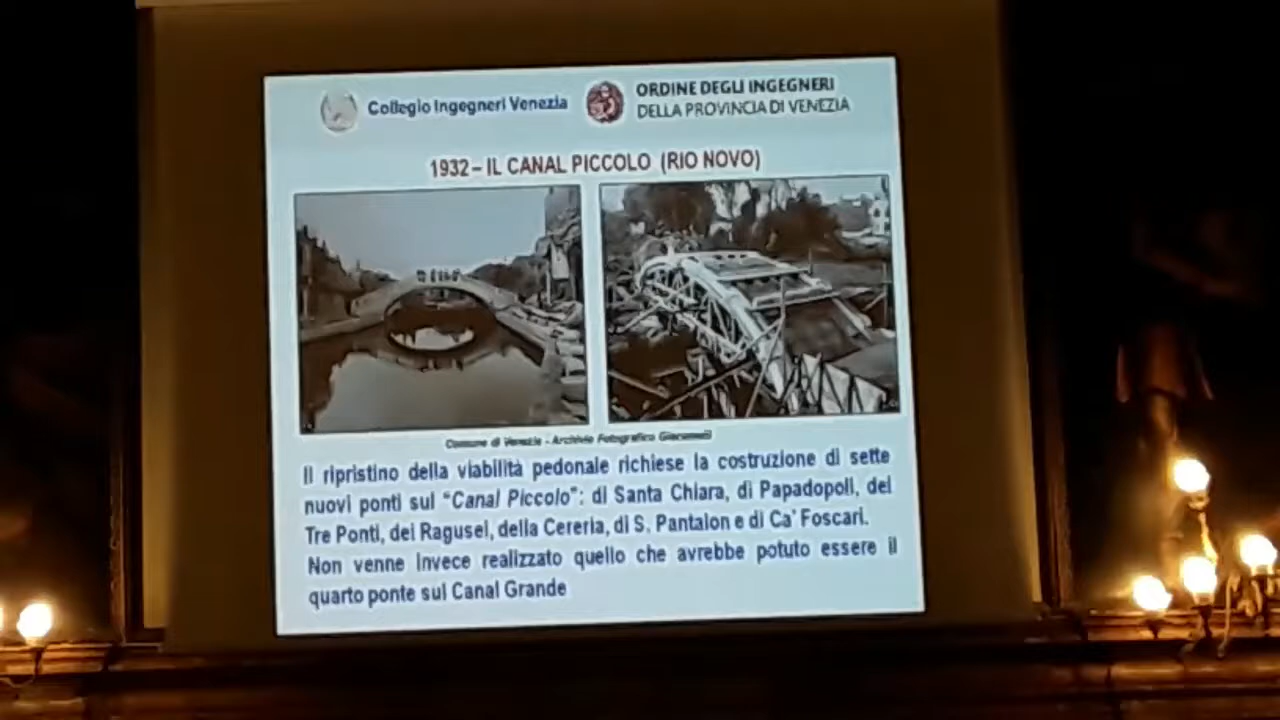 Collegio Ingegneri Venezia
ORDINE DEGLI INGEGNERI
DELLA PROVINCIA DI VENEZIA
1932 – IL CANAL PICCOLO (RIO NOVO)
Comune di Venezia - Archivio Fotografico Giacomelli
Il ripristino della viabilità pedonale richiese la costruzione di sette
nuovi ponti sul “Canal Piccolo”: di Santa Chiara, di Papadopoli, dei
Tre Ponti, dei Ragusei, della Cereria, di S. Pantalon e di Ca’ Foscari.
Non venne invece realizzato quello che avrebbe potuto essere il
quarto ponte sul Canal Grande